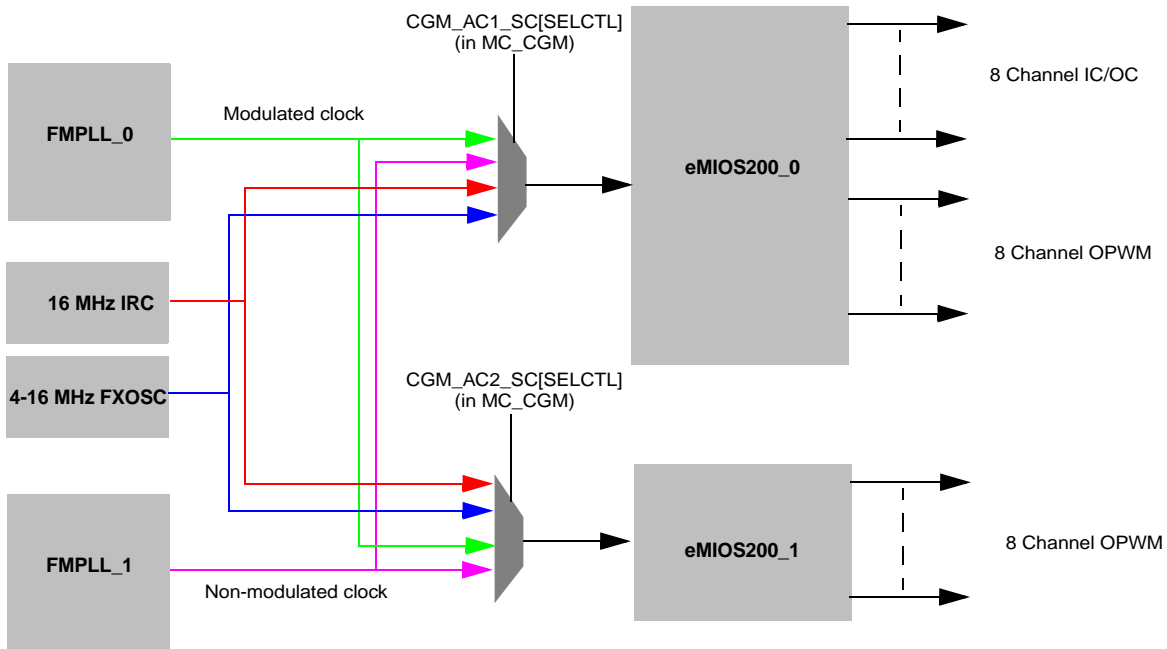 CGM_AC1_SC[SELCTL]
(in MC_CGM)
8 Channel IC/OC
Modulated clock
FMPLL_0
eMIOS200_0
8 Channel OPWM
16 MHz IRC
4-16 MHz FXOSC
CGM_AC2_SC[SELCTL]
(in MC_CGM)
eMIOS200_1
8 Channel OPWM
FMPLL_1
Non-modulated clock